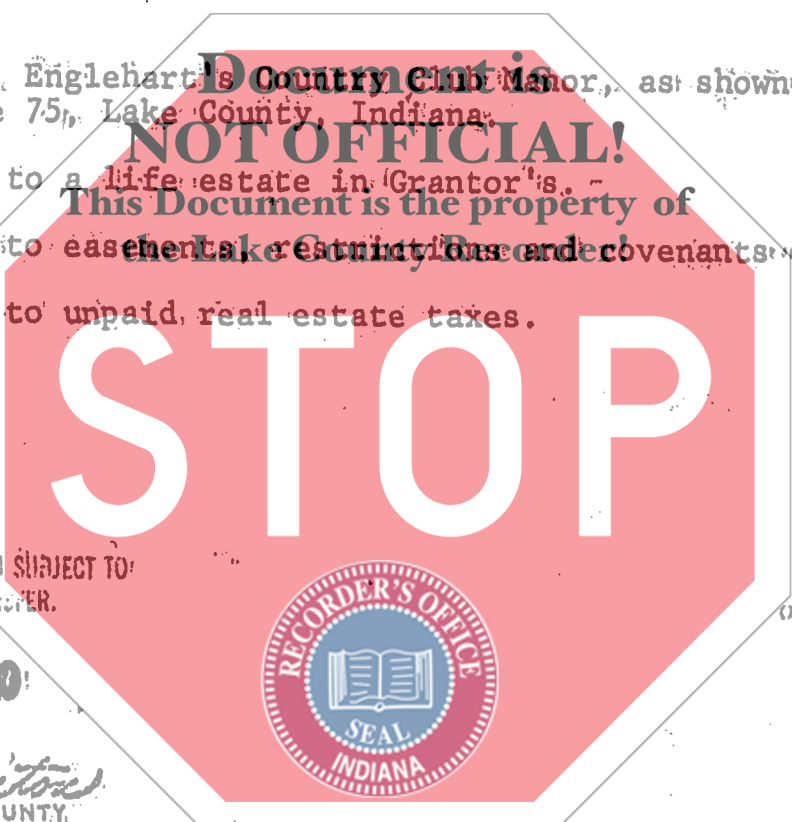 Document is
Englehart's Country Club Manor, as shown
75, Lake County, Indiana.
NOT OFFICIAL!
to a life estate in Grantor's.
This Document is the property of
to easements, restrictions and covenants
the Lake County Recorder!
to unpaid real estate taxes.
STOP
SUBJECT TO
RECORDER'S OFFICE
SEAL
INDIANA
UNTY